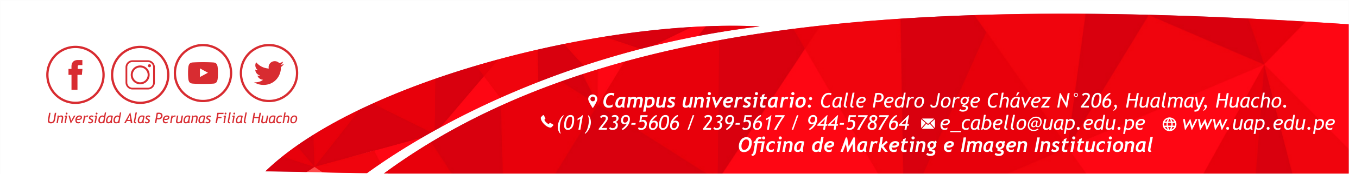 Universidad Alas Peruanas Filial Huacho
Campus universitario: Calle Pedro Jorge Chávez N°206, Hualmay, Huacho.
(01) 239-5606 / 239-5617 / 944-578764 e_cabello@uap.edu.pe www.uap.edu.pe
Oficina de Marketing e Imagen Institucional